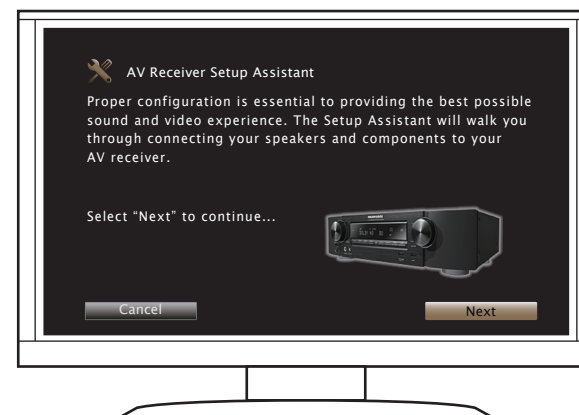 AV Receiver Setup Assistant
Proper configuration is essential to providing the best possible
sound and video experience. The Setup Assistant will walk you
through connecting your speakers and components to your
AV receiver.
Select “Next” to continue...
marantz
Cancel
Next